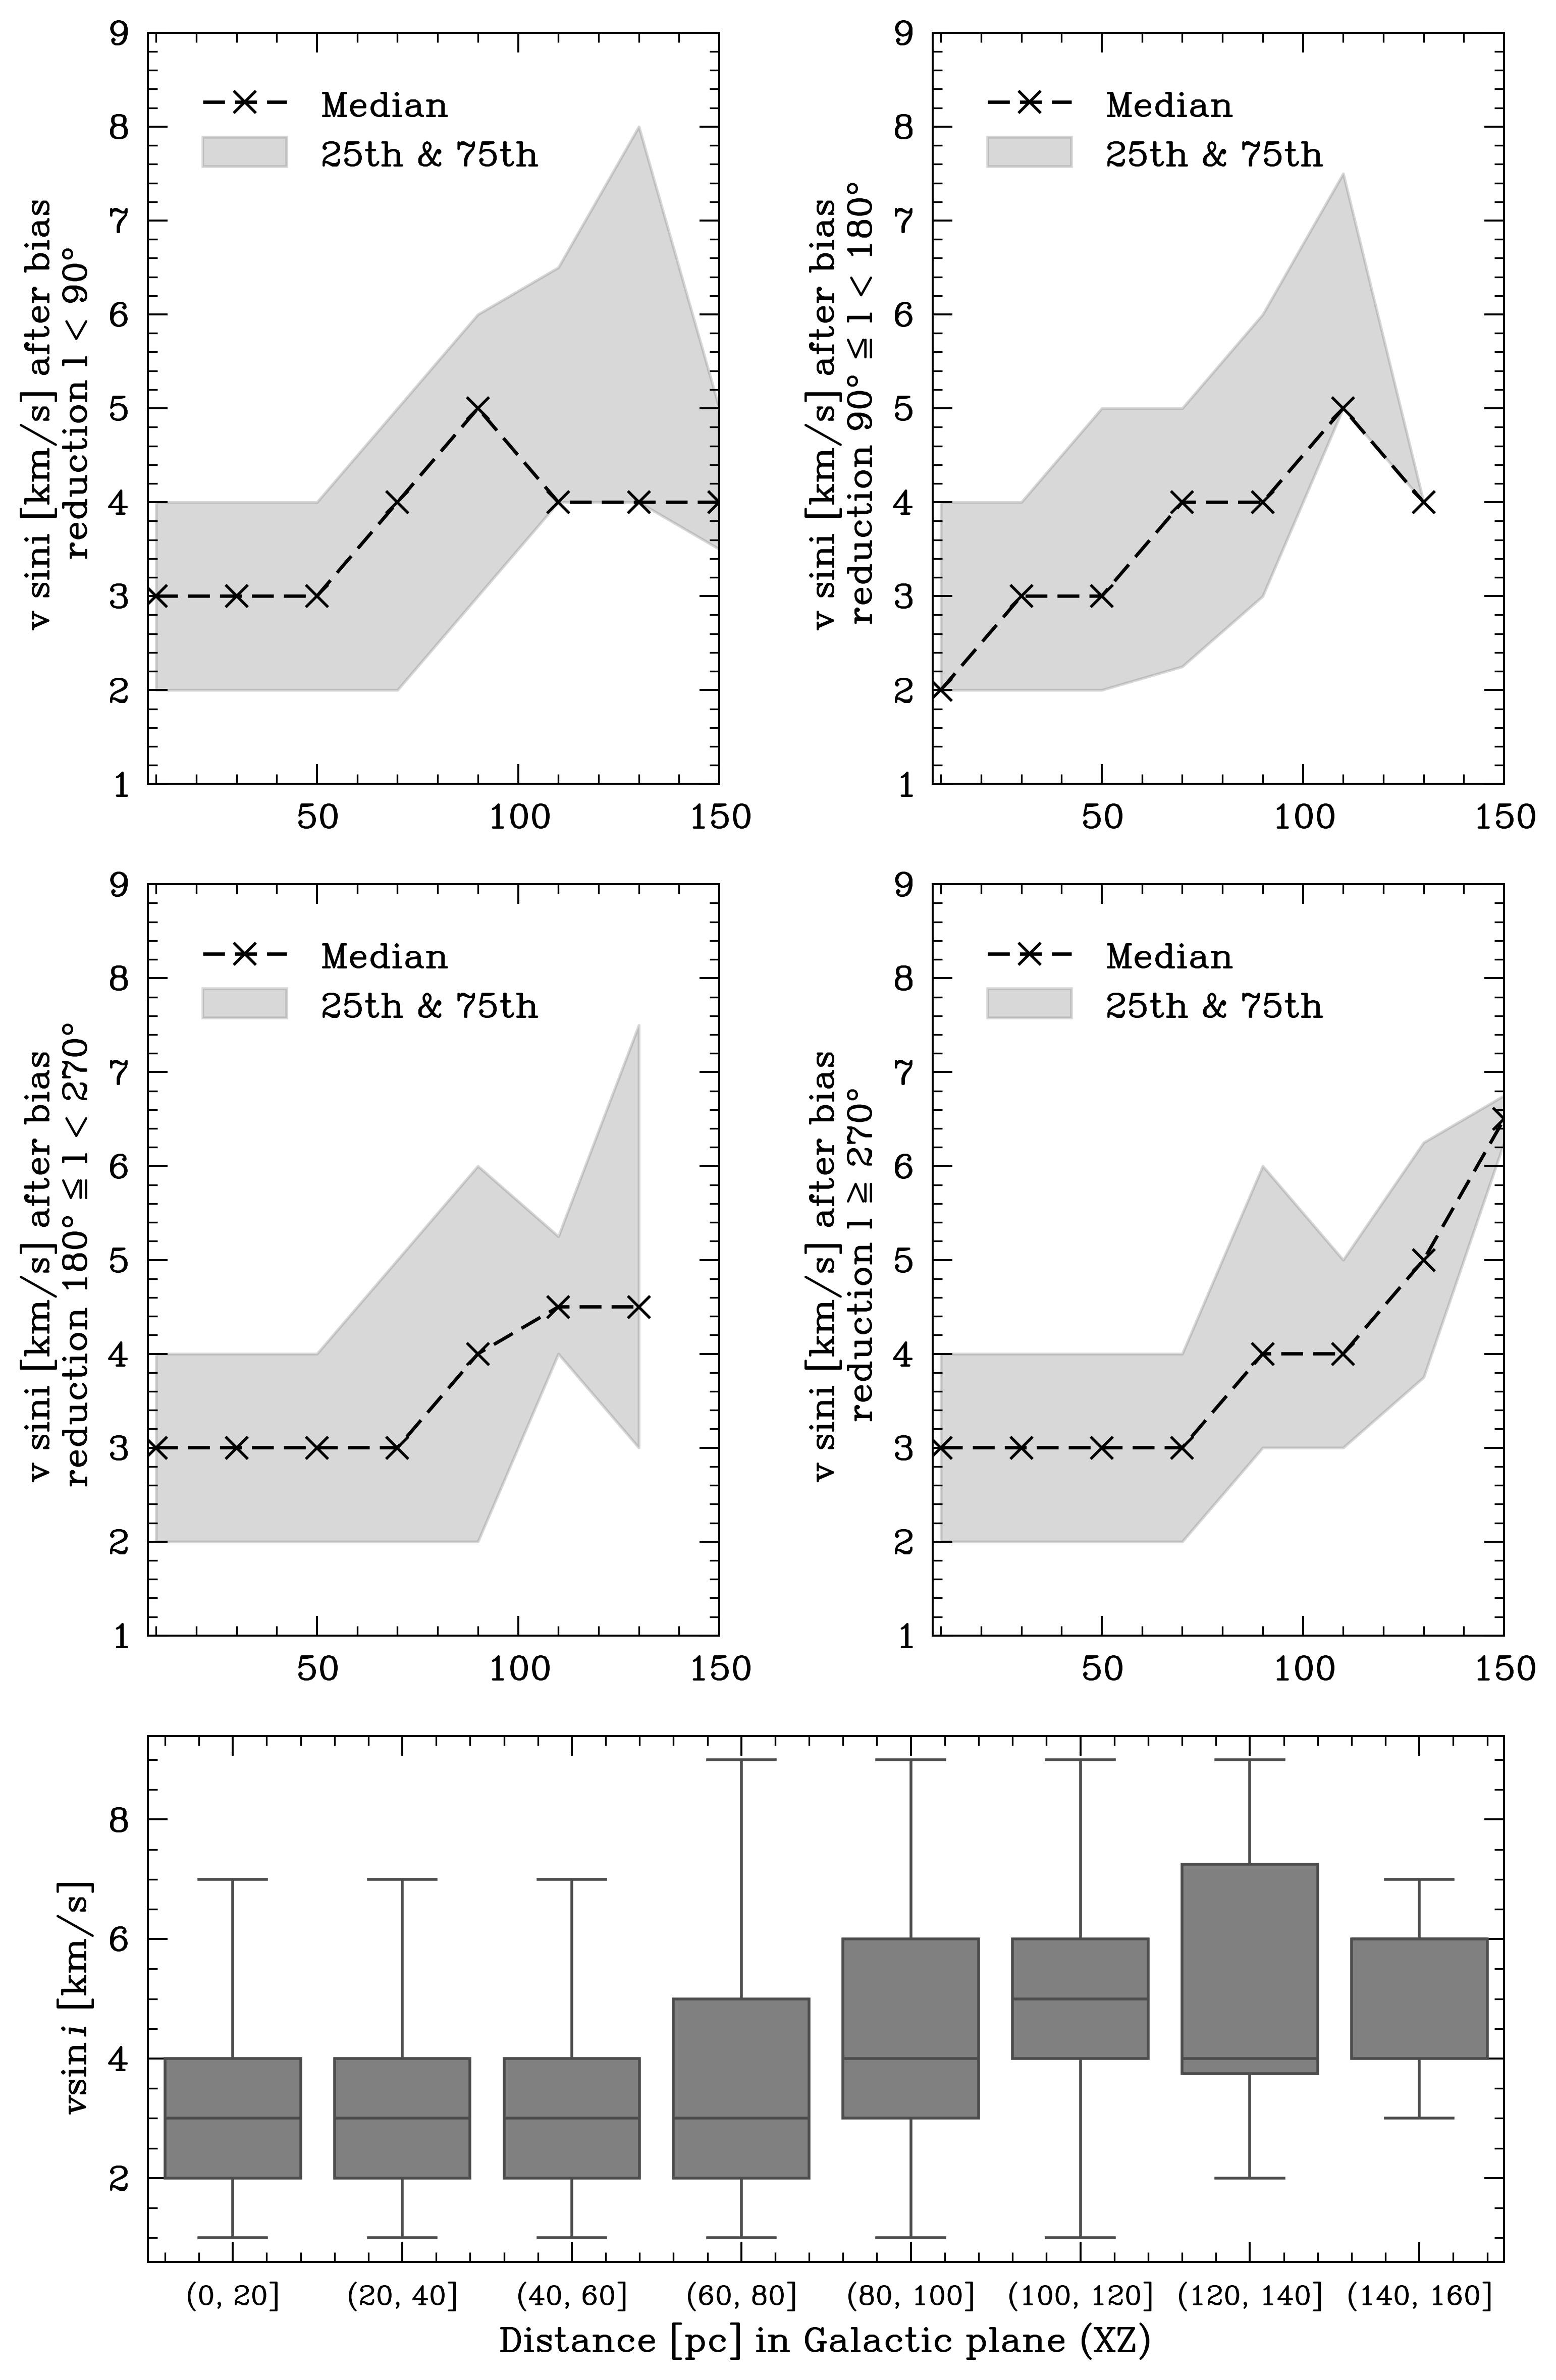 v sini [km/s] after bias
reduction l < 90°
9
8
7
6
5
4
3
2
1
Median
25th & 75th
50
100
150
v sini [km/s] after bias
reduction 90° ≤ l < 180°
9
8
7
6
5
4
3
2
1
Median
25th & 75th
50
100
150
v sini [km/s] after bias
reduction 180° ≤ l < 270°
9
8
7
6
5
4
3
2
1
Median
25th & 75th
50
100
150
v sini [km/s] after bias
reduction l ≥ 270°
9
8
7
6
5
4
3
2
1
Median
25th & 75th
50
100
150
vsin i [km/s]
8
6
4
2
(0, 20] (20, 40] (40, 60] (60, 80] (80, 100] (100, 120] (120, 140] (140, 160]
Distance [pc] in Galactic plane (XZ)